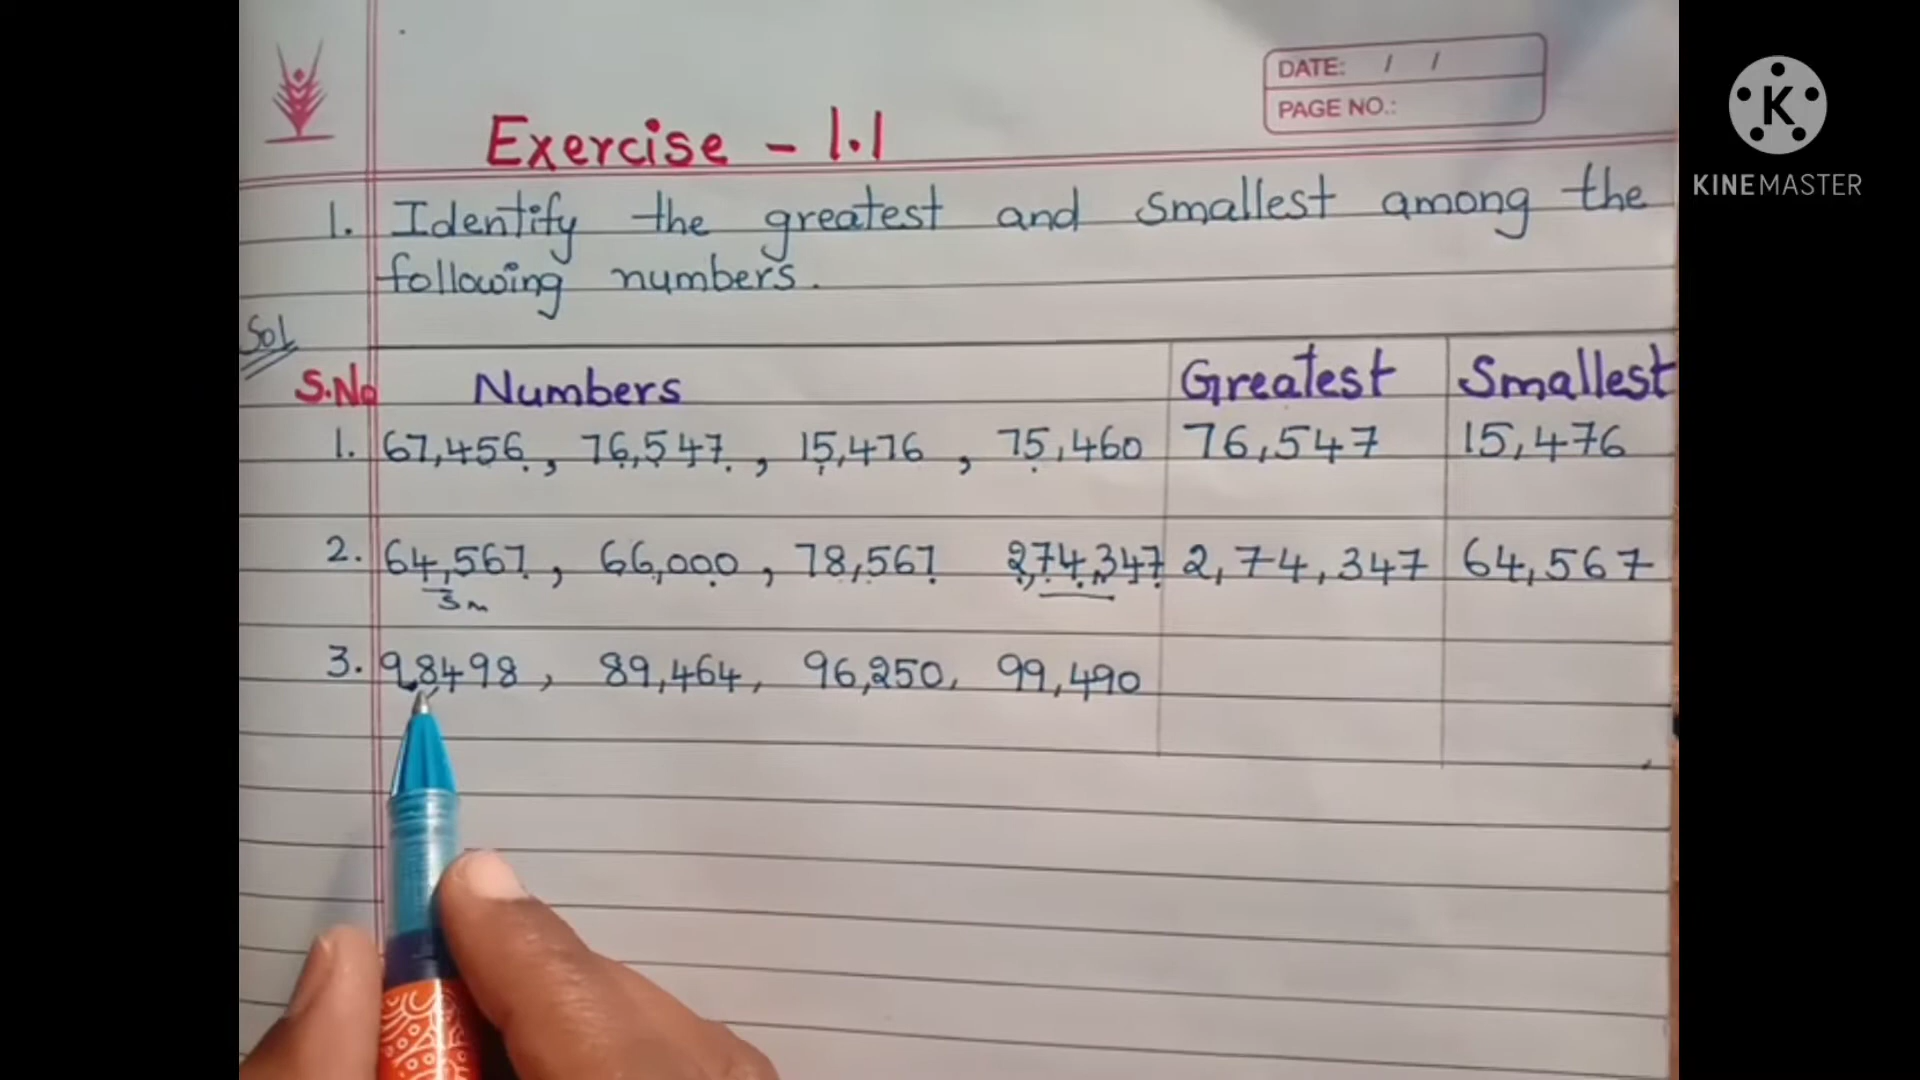 DATE: / /
PAGE NO.:
K
KINEMASTER
Exercise - 1.1
1. Identify the greatest and smallest among the
following numbers.
Sol
S.No Numbers Greatest Smallest
1. 67,456, 76,547, 15,476, 75,460 76,547 15,476
2. 64,567, 66,000, 78,567 2,74,347 2,74,347 64,567
Sm
3. 98498, 89,464, 96,250, 99,490